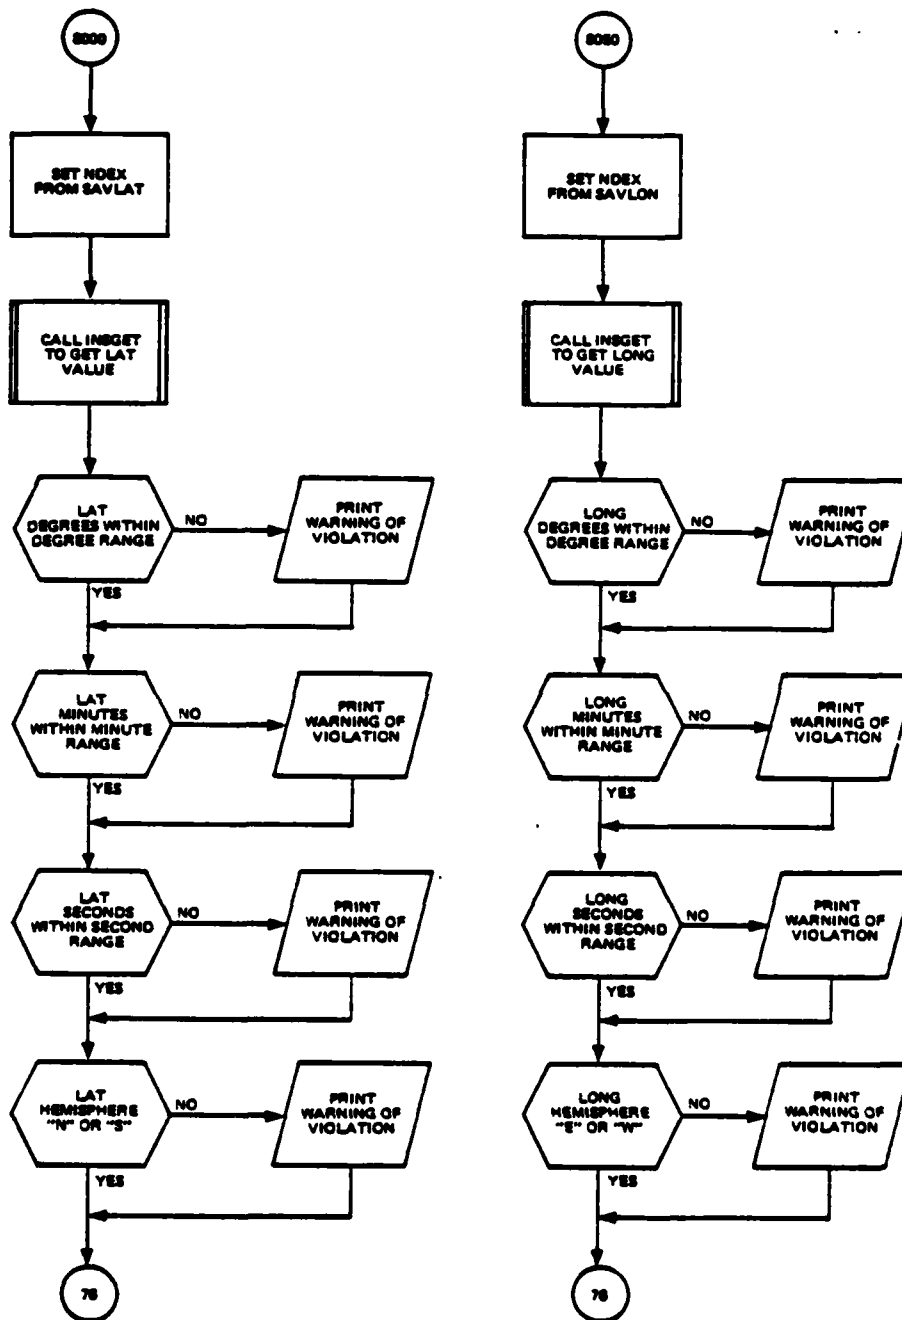 8000
SET NDEX
FROM SAVLAT
CALL INSGET
TO GET LAT
VALUE
LAT
DEGREES WITHIN
DEGREE RANGE
NO
PRINT
WARNING OF
VIOLATION
YES
LAT
MINUTES
WITHIN MINUTE
RANGE
NO
PRINT
WARNING OF
VIOLATION
YES
LAT
SECONDS
WITHIN SECOND
RANGE
NO
PRINT
WARNING OF
VIOLATION
YES
LAT
HEMISPHERE
"N" OR "S"
NO
PRINT
WARNING OF
VIOLATION
YES
76
8050
SET NDEX
FROM SAVLON
CALL INSGET
TO GET LONG
VALUE
LONG
DEGREES WITHIN
DEGREE RANGE
NO
PRINT
WARNING OF
VIOLATION
YES
LONG
MINUTES
WITHIN MINUTE
RANGE
NO
PRINT
WARNING OF
VIOLATION
YES
LONG
SECONDS
WITHIN SECOND
RANGE
NO
PRINT
WARNING OF
VIOLATION
YES
LONG
HEMISPHERE
"E" OR "W"
NO
PRINT
WARNING OF
VIOLATION
YES
76